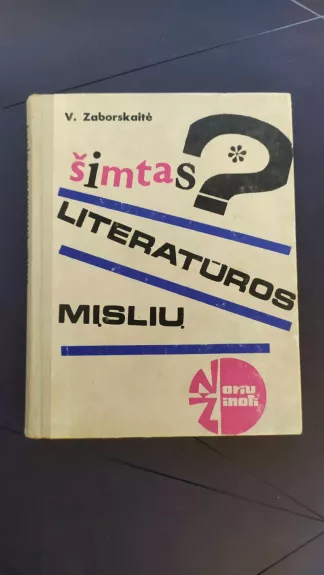 V. Zaborskaitė
šimtas?
LITERATŪROS
MĮSLIŲ
Noriu
Žinoti